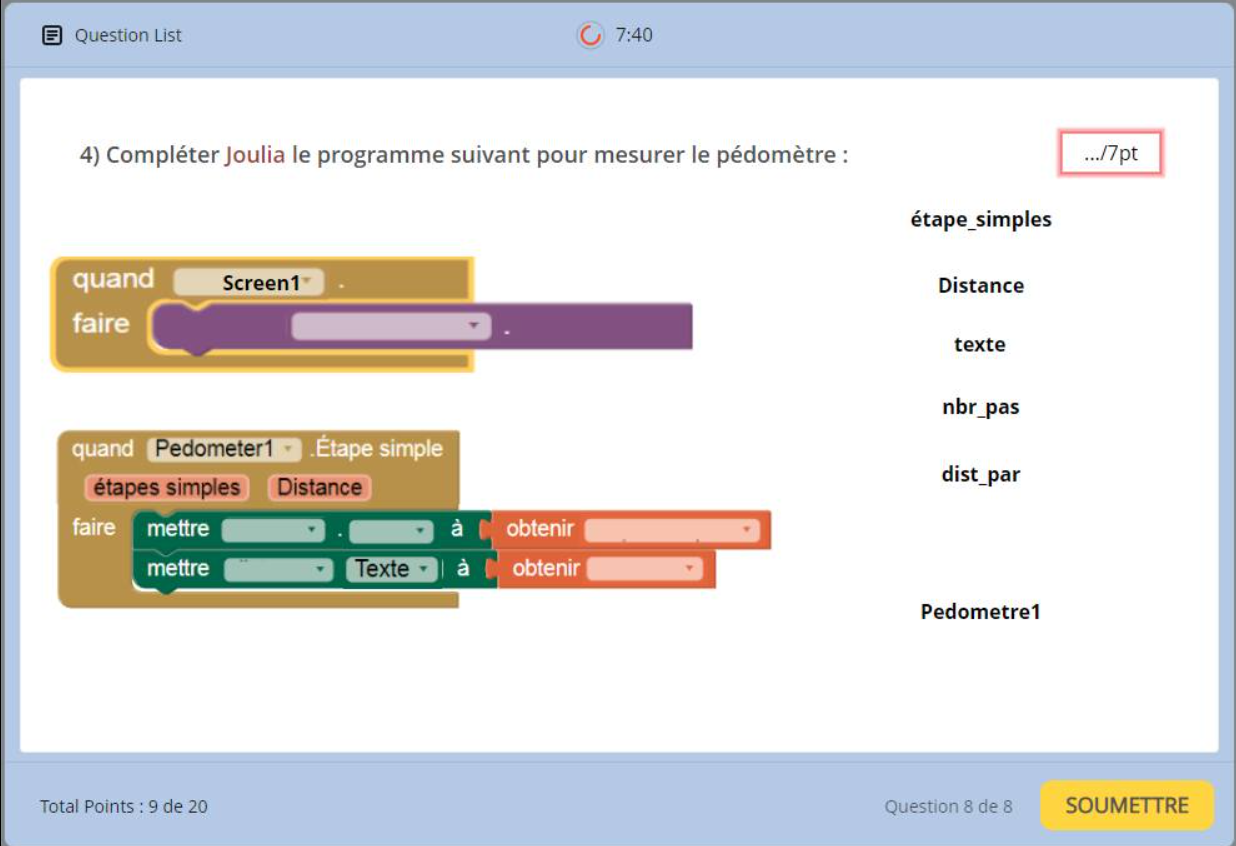 Question List
7:40
4) Compléter Joulia le programme suivant pour mesurer le pédomètre :
.../7pt
étape_simples
quand Screen1 .
faire .
Distance
texte
nbr_pas
quand Pedometer1 .Étape simple
étapes simples Distance
dist_par
faire mettre . à obtenir
mettre Texte à obtenir
Pedometre1
Total Points : 9 de 20
Question 8 de 8
SOUMETTRE